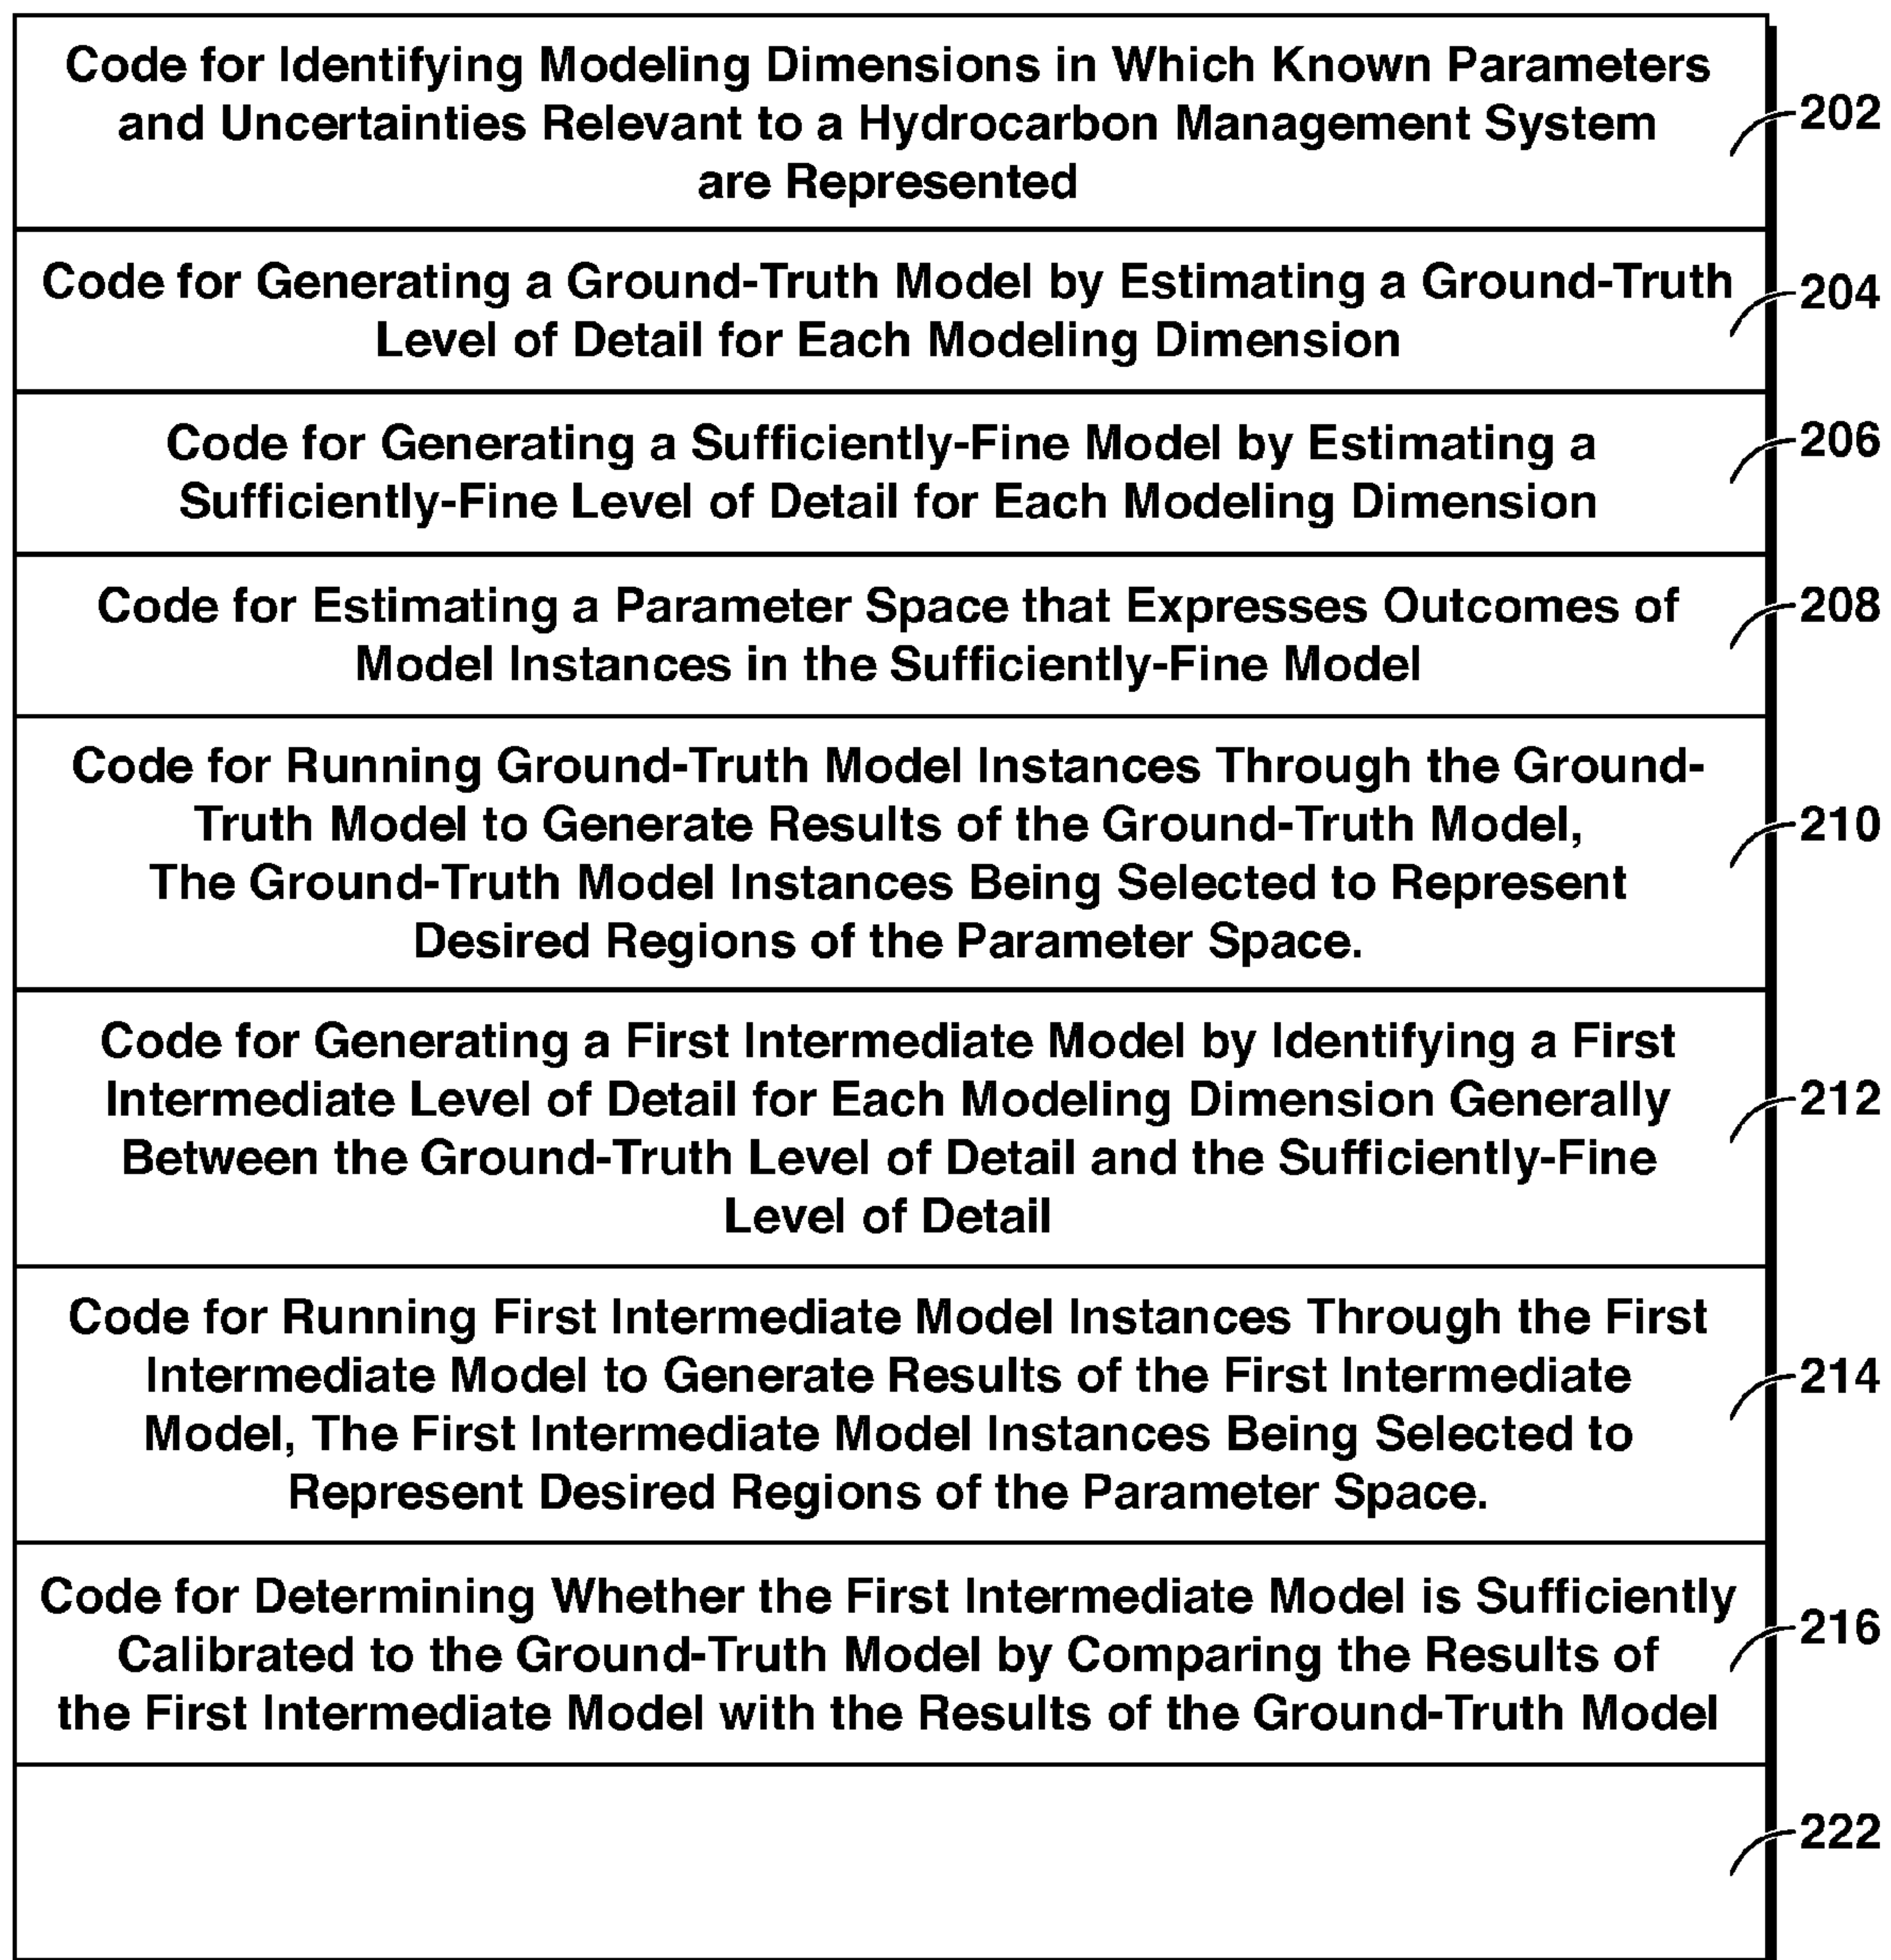 Code for Identifying Modeling Dimensions in Which Known Parameters
and Uncertainties Relevant to a Hydrocarbon Management System
are Represented
202
Code for Generating a Ground-Truth Model by Estimating a Ground-Truth
Level of Detail for Each Modeling Dimension
204
Code for Generating a Sufficiently-Fine Model by Estimating a
Sufficiently-Fine Level of Detail for Each Modeling Dimension
206
Code for Estimating a Parameter Space that Expresses Outcomes of
Model Instances in the Sufficiently-Fine Model
208
Code for Running Ground-Truth Model Instances Through the Ground-
Truth Model to Generate Results of the Ground-Truth Model,
The Ground-Truth Model Instances Being Selected to Represent
Desired Regions of the Parameter Space.
210
Code for Generating a First Intermediate Model by Identifying a First
Intermediate Level of Detail for Each Modeling Dimension Generally
Between the Ground-Truth Level of Detail and the Sufficiently-Fine
Level of Detail
212
Code for Running First Intermediate Model Instances Through the First
Intermediate Model to Generate Results of the First Intermediate
Model, The First Intermediate Model Instances Being Selected to
Represent Desired Regions of the Parameter Space.
214
Code for Determining Whether the First Intermediate Model is Sufficiently
Calibrated to the Ground-Truth Model by Comparing the Results of
the First Intermediate Model with the Results of the Ground-Truth Model
216
222